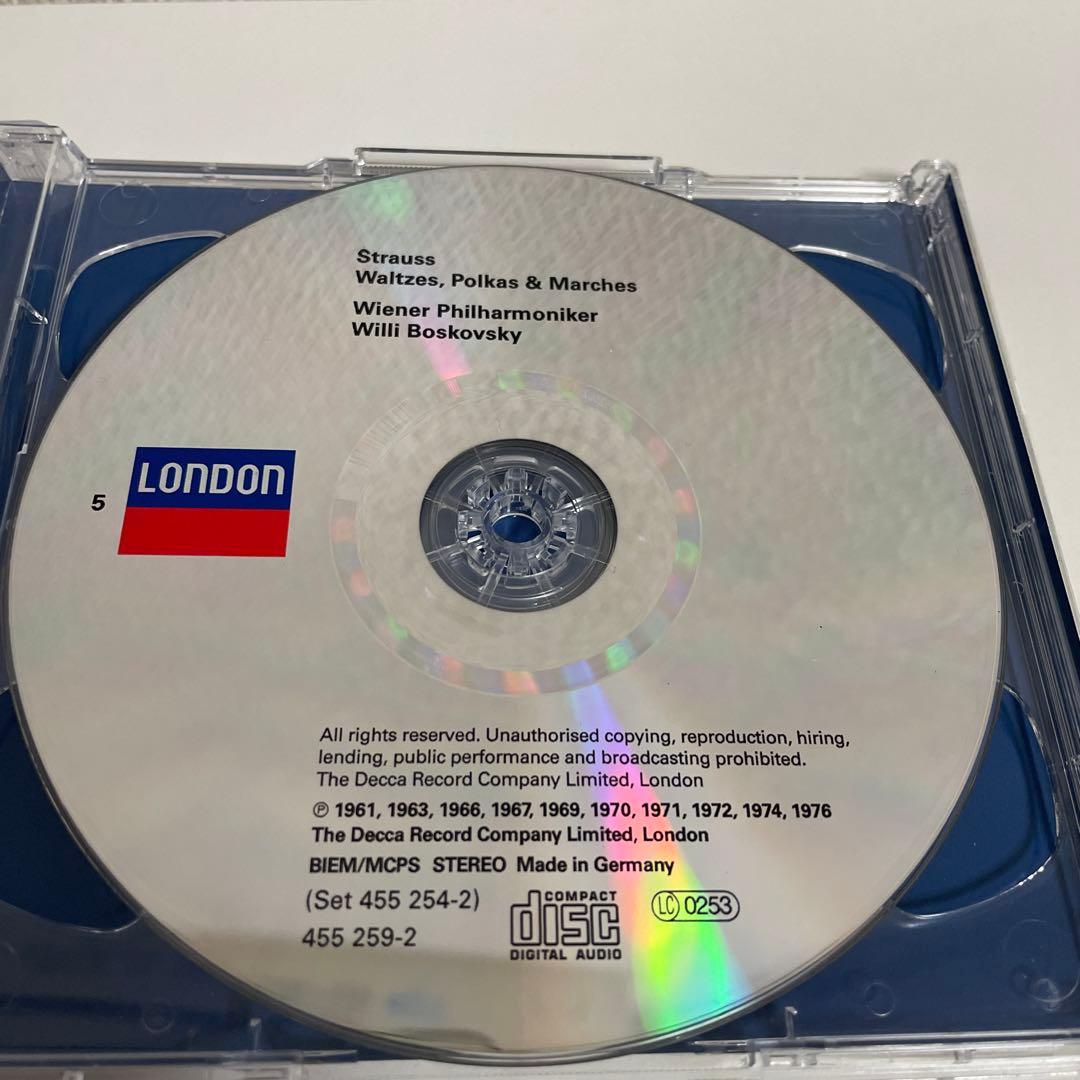 Strauss
Waltzes, Polkas & Marches
Wiener Philharmoniker
Willi Boskovsky
5
LONDON
All rights reserved. Unauthorised copying, reproduction, hiring,
lending, public performance and broadcasting prohibited.
The Decca Record Company Limited, London
℗ 1961, 1963, 1966, 1967, 1969, 1970, 1971, 1972, 1974, 1976
The Decca Record Company Limited, London
BIEM/MCPS STEREO Made in Germany
(Set 455 254-2)
455 259-2
COMPACT
disc
DIGITAL AUDIO
LC 0253